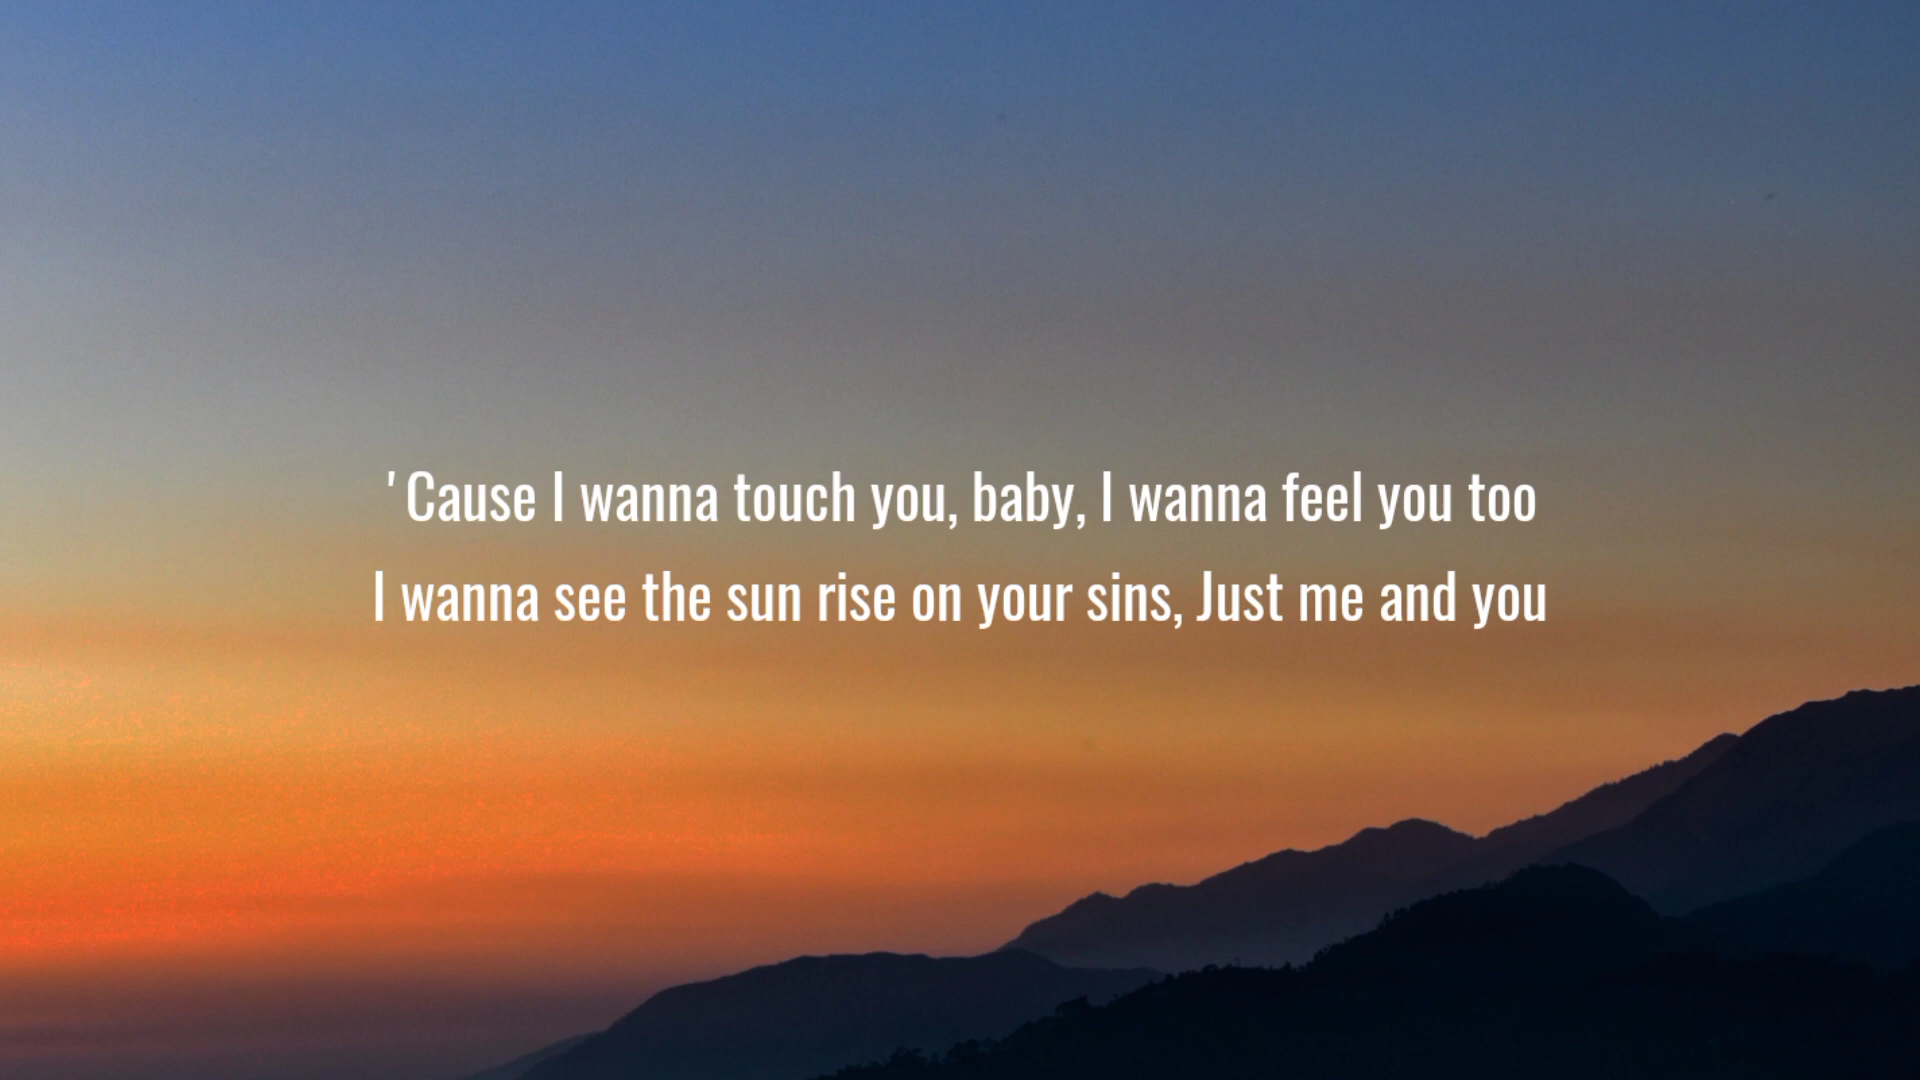 'Cause I wanna touch you, baby, I wanna feel you too
I wanna see the sun rise on your sins, Just me and you